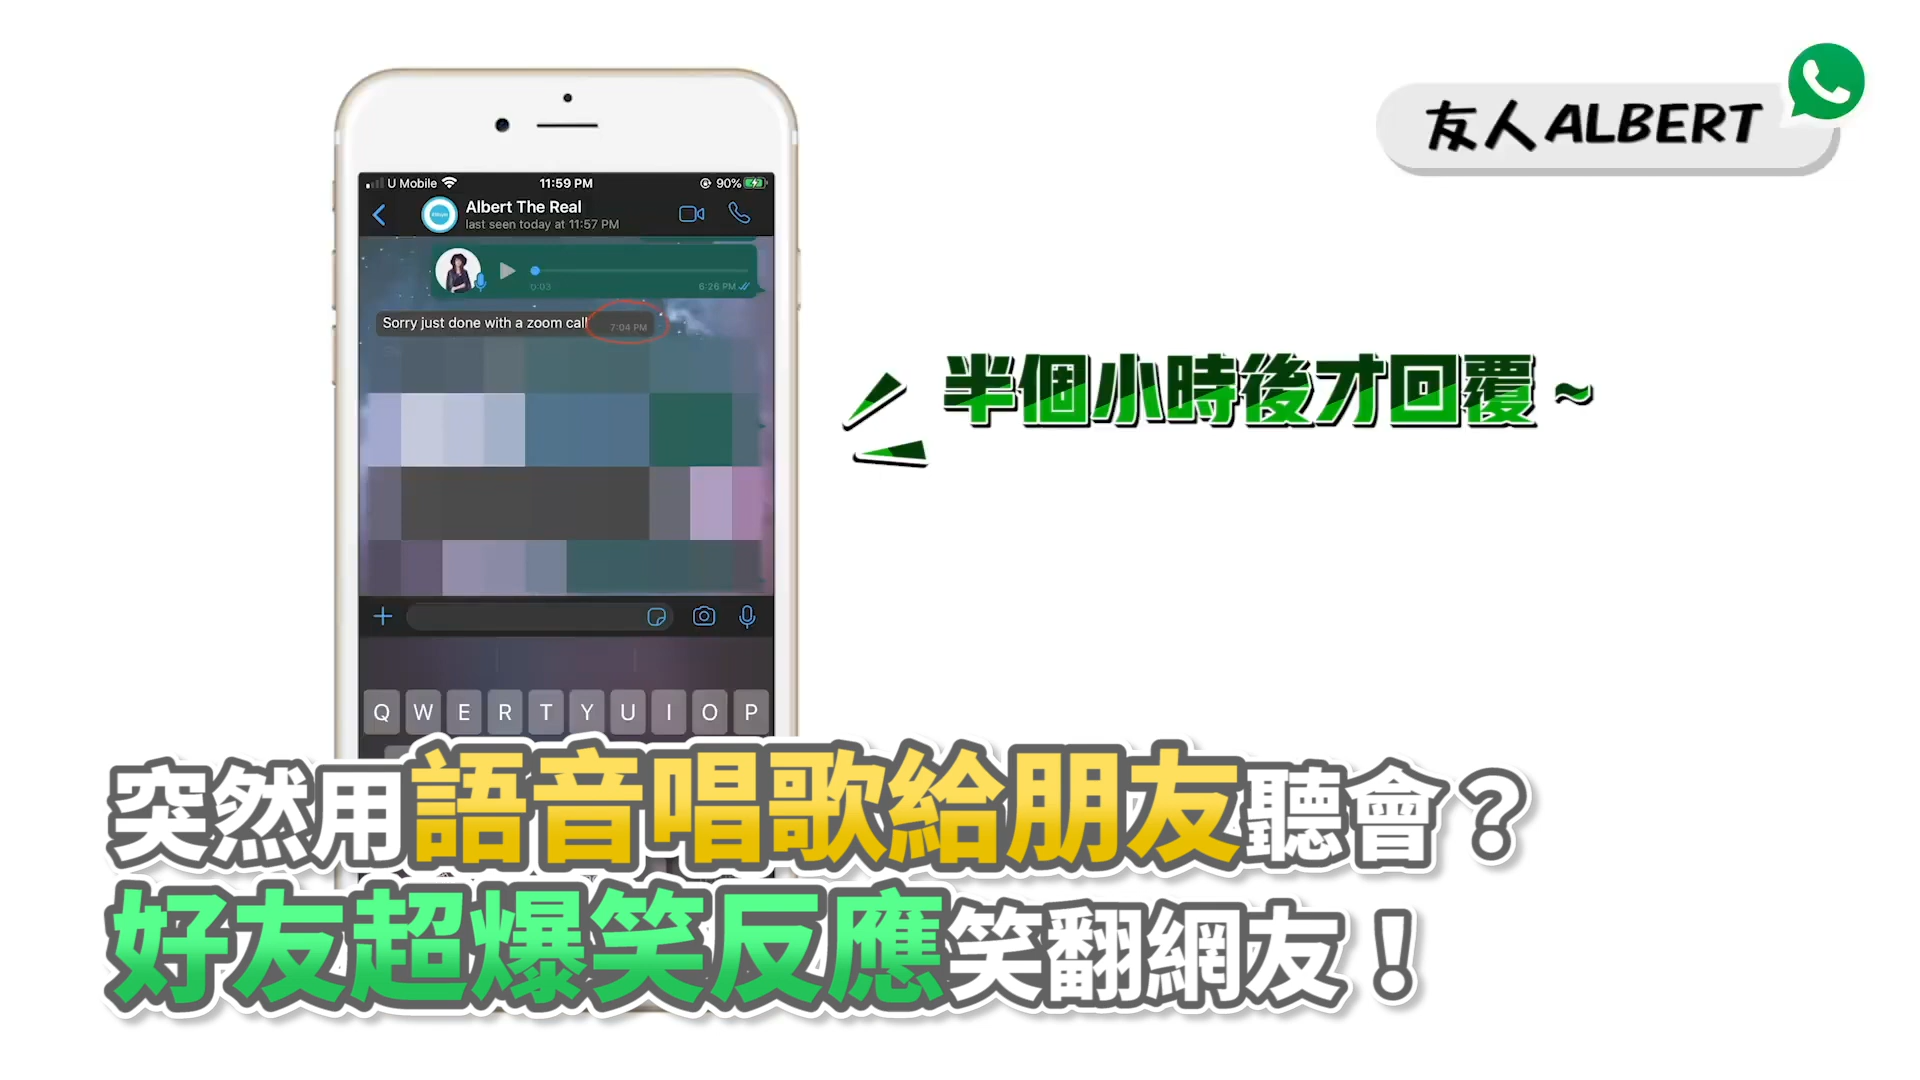 友人ALBERT
U Mobile 11:59 PM 90%
Albert The Real
last seen today at 11:57 PM
0:03 6:26 PM
Sorry just done with a zoom call 7:04 PM
半個小時後才回覆~
Q W E R T Y U I O P
突然用語音唱歌給朋友聽會？
好友超爆笑反應笑翻網友！